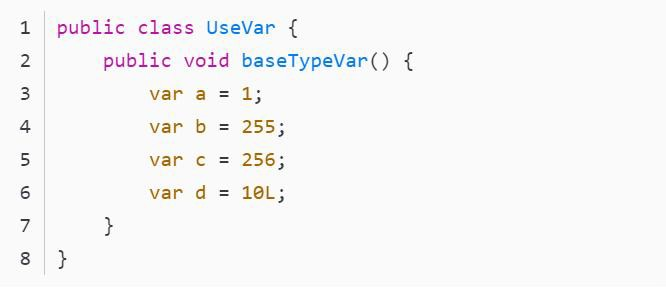 1 public class UseVar {
2     public void baseTypeVar() {
3         var a = 1;
4         var b = 255;
5         var c = 256;
6         var d = 10L;
7     }
8 }